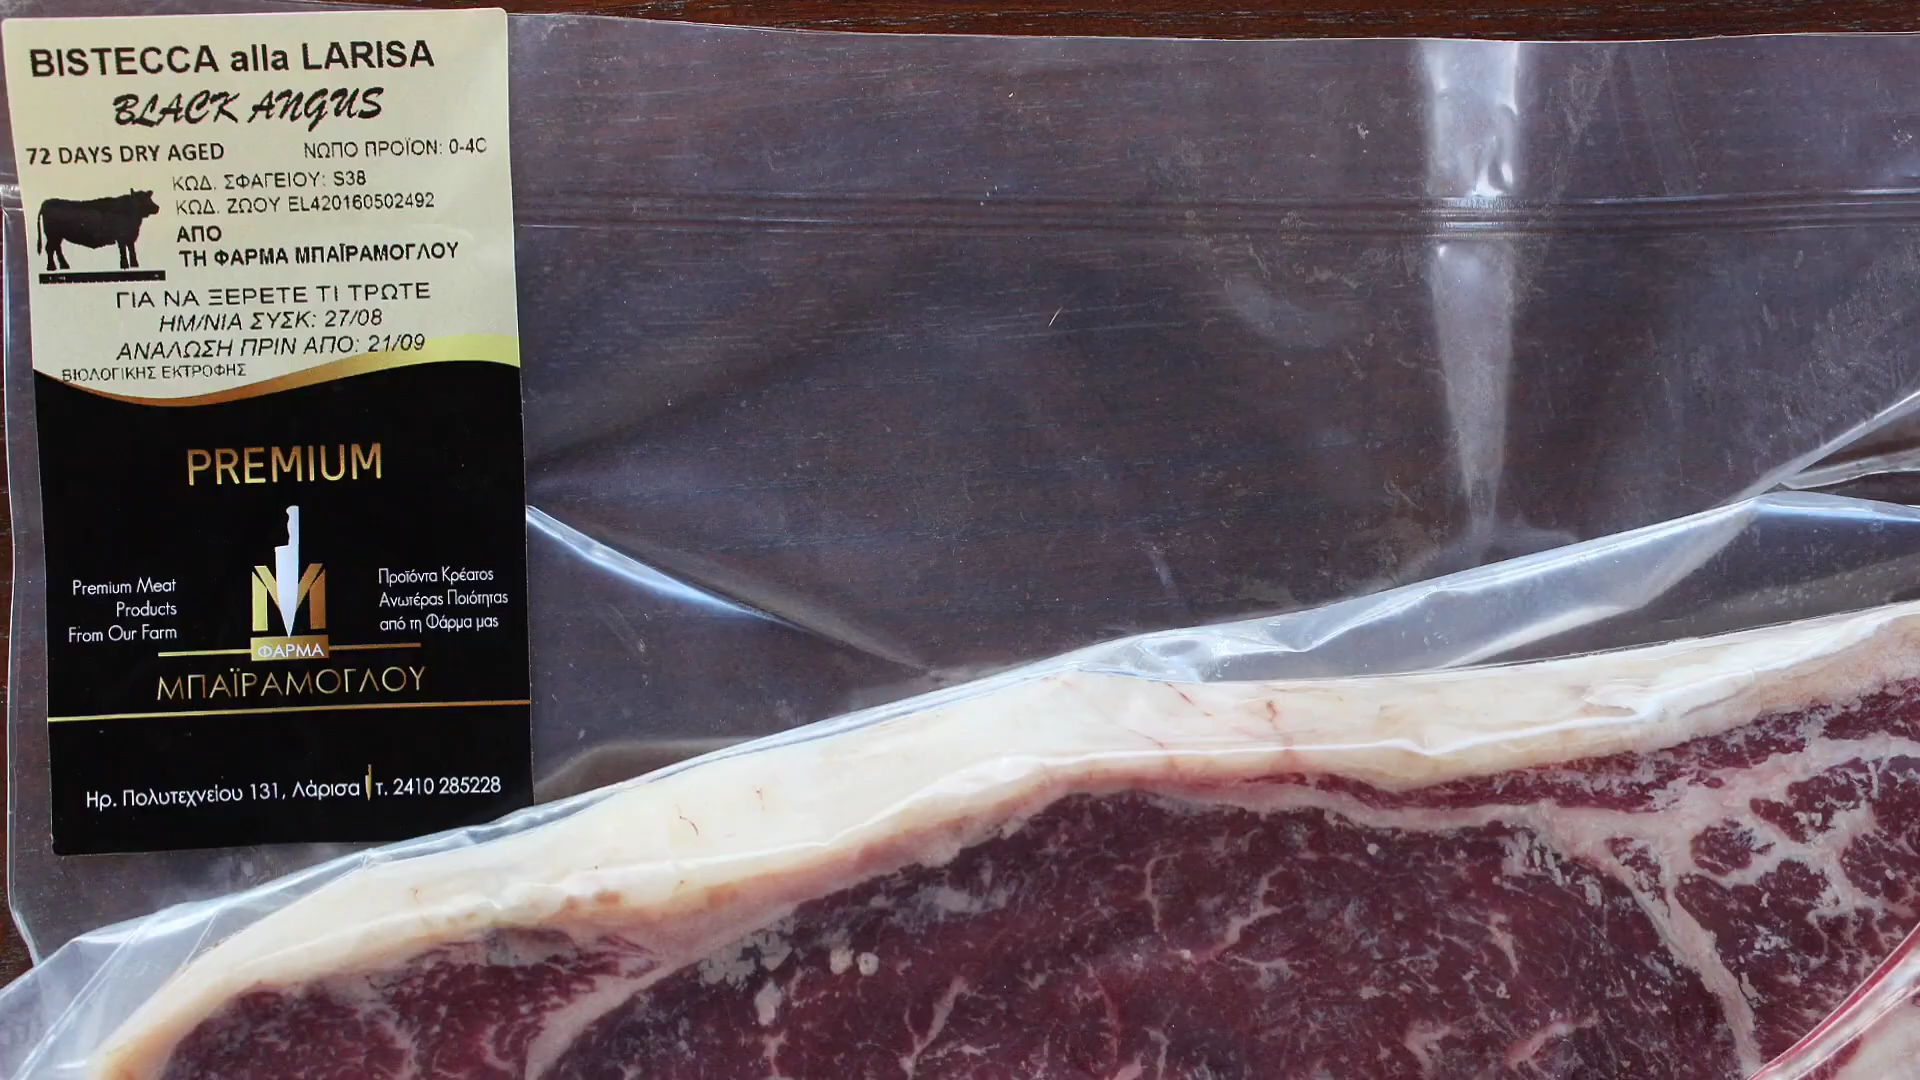 BISTECCA alla LARISA
BLACK ANGUS
72 DAYS DRY AGED
ΝΩΠΟ ΠΡΟΪΟΝ: 0-4C
ΚΩΔ. ΣΦΑΓΕΙΟΥ: S38
ΚΩΔ. ΖΩΟΥ EL420160502492
ΑΠΟ
ΤΗ ΦΑΡΜΑ ΜΠΑΪΡΑΜΟΓΛΟΥ
ΓΙΑ ΝΑ ΞΕΡΕΤΕ ΤΙ ΤΡΩΤΕ
ΗΜ/ΝΙΑ ΣΥΣΚ: 27/08
ΑΝΑΛΩΣΗ ΠΡΙΝ ΑΠΟ: 21/09
ΒΙΟΛΟΓΙΚΗΣ ΕΚΤΡΟΦΗΣ
PREMIUM
Premium Meat
Products
From Our Farm
Προϊόντα Κρέατος
Ανωτέρας Ποιότητας
από τη Φάρμα μας
M
ΦΑΡΜΑ
ΜΠΑΪΡΑΜΟΓΛΟΥ
Ηρ. Πολυτεχνείου 131, Λάρισα τ. 2410 285228